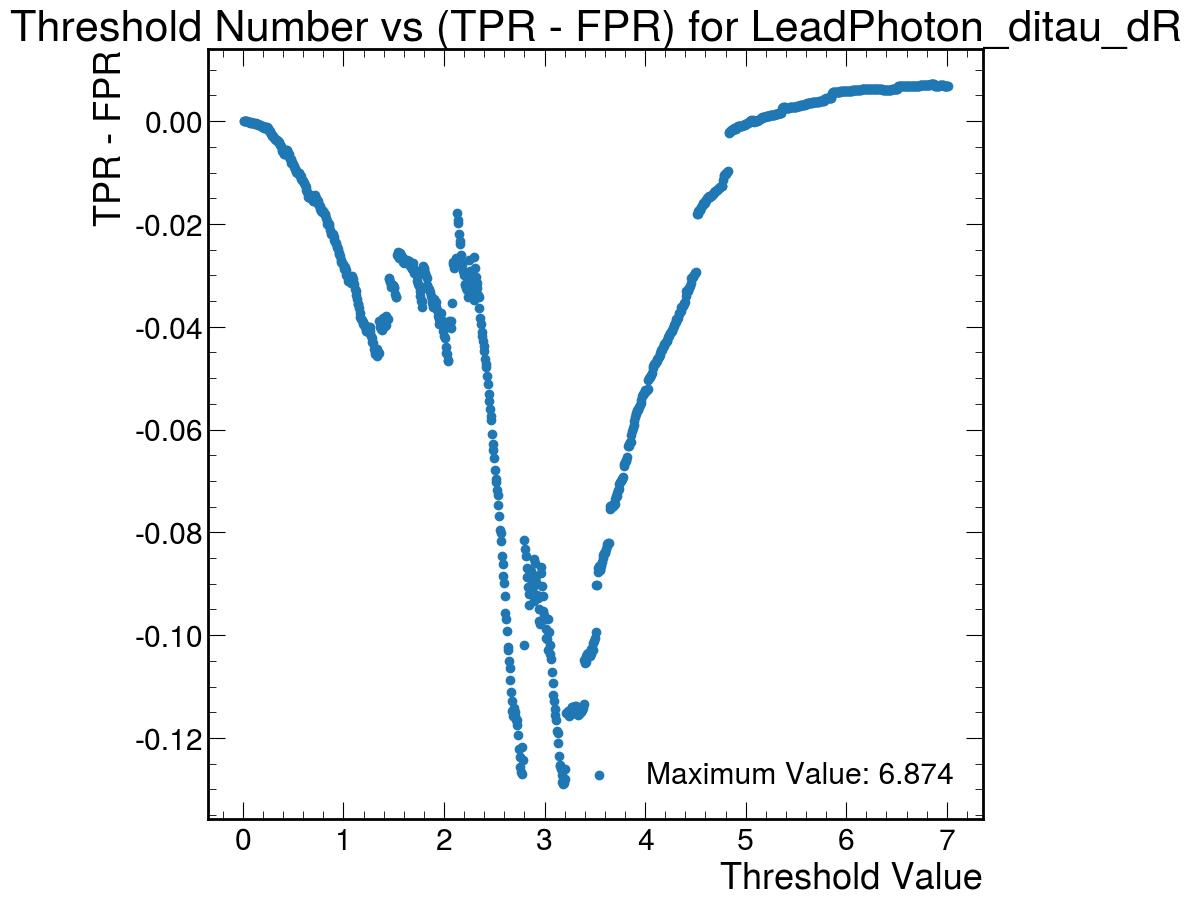 Threshold Number vs (TPR - FPR) for LeadPhoton_ditau_dR
TPR - FPR
0.00
-0.02
-0.04
-0.06
-0.08
-0.10
-0.12
Maximum Value: 6.874
0 1 2 3 4 5 6 7
Threshold Value